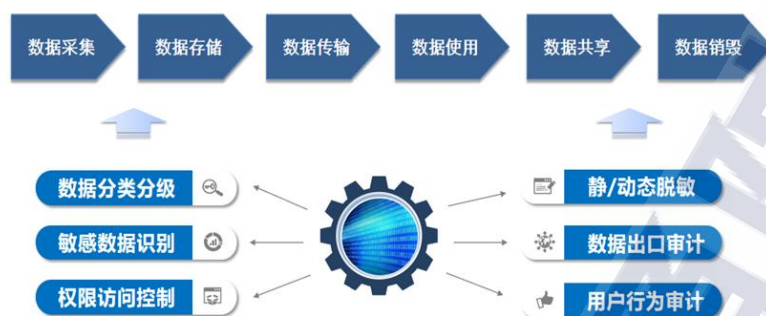 数据采集
数据存储
数据传输
数据使用
数据共享
数据销毁
数据分类分级
静/动态脱敏
敏感数据识别
数据出口审计
权限访问控制
用户行为审计